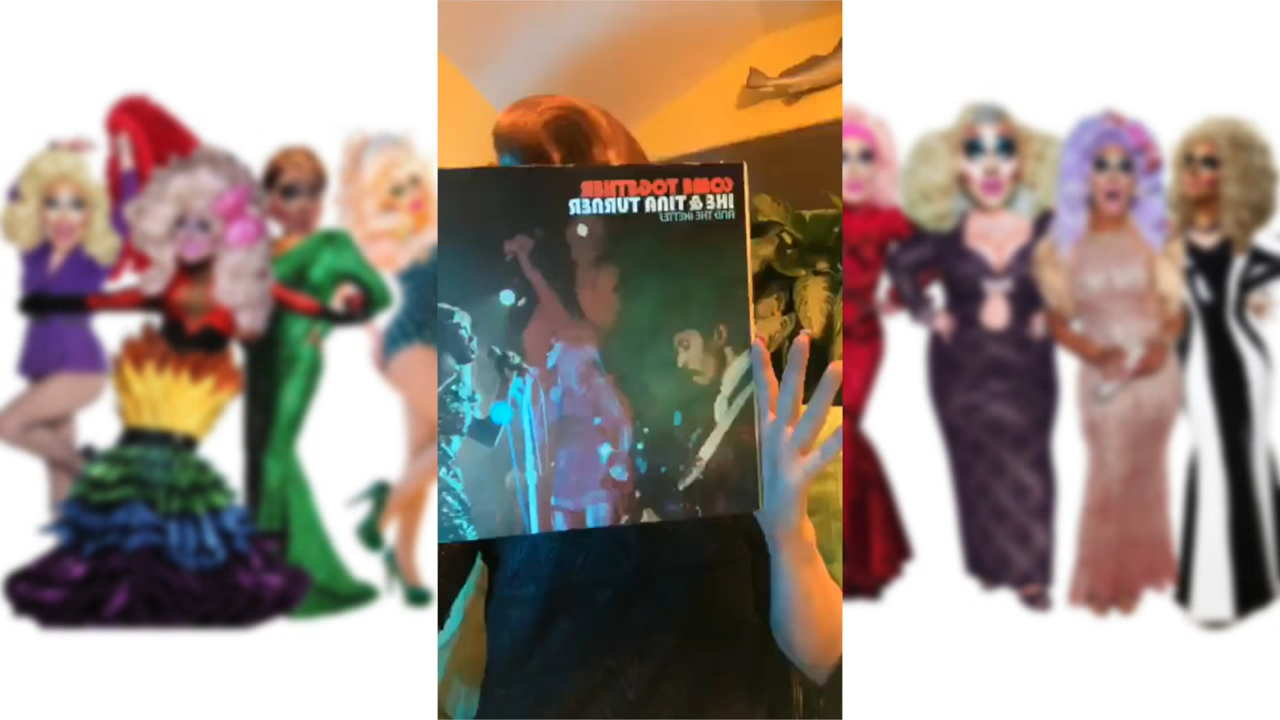 COME TOGETHER
IKE & TINA TURNER
AND THE IKETTES